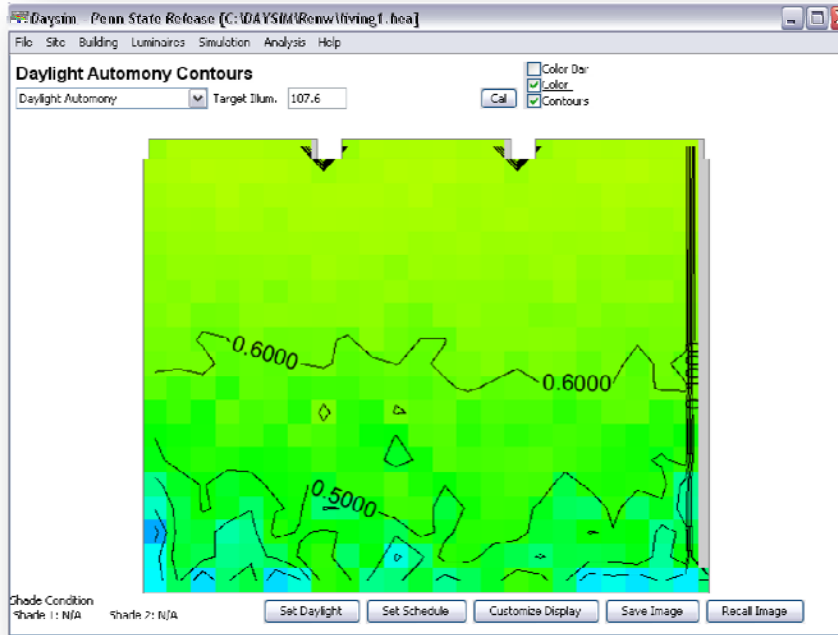 Daysim - Penn State Release [C:\DAYSIM\Renw\living1.hea]
File Site Building Luminaires Simulation Analysis Help
Daylight Automony Contours
Daylight Automony Target Illum. 107.6 Cal
Color Bar
Color
Contours
0.6000
0.6000
0.5000
Shade Condition
Shade 1: N/A Shade 2: N/A
Set Daylight Set Schedule Customize Display Save Image Recall Image